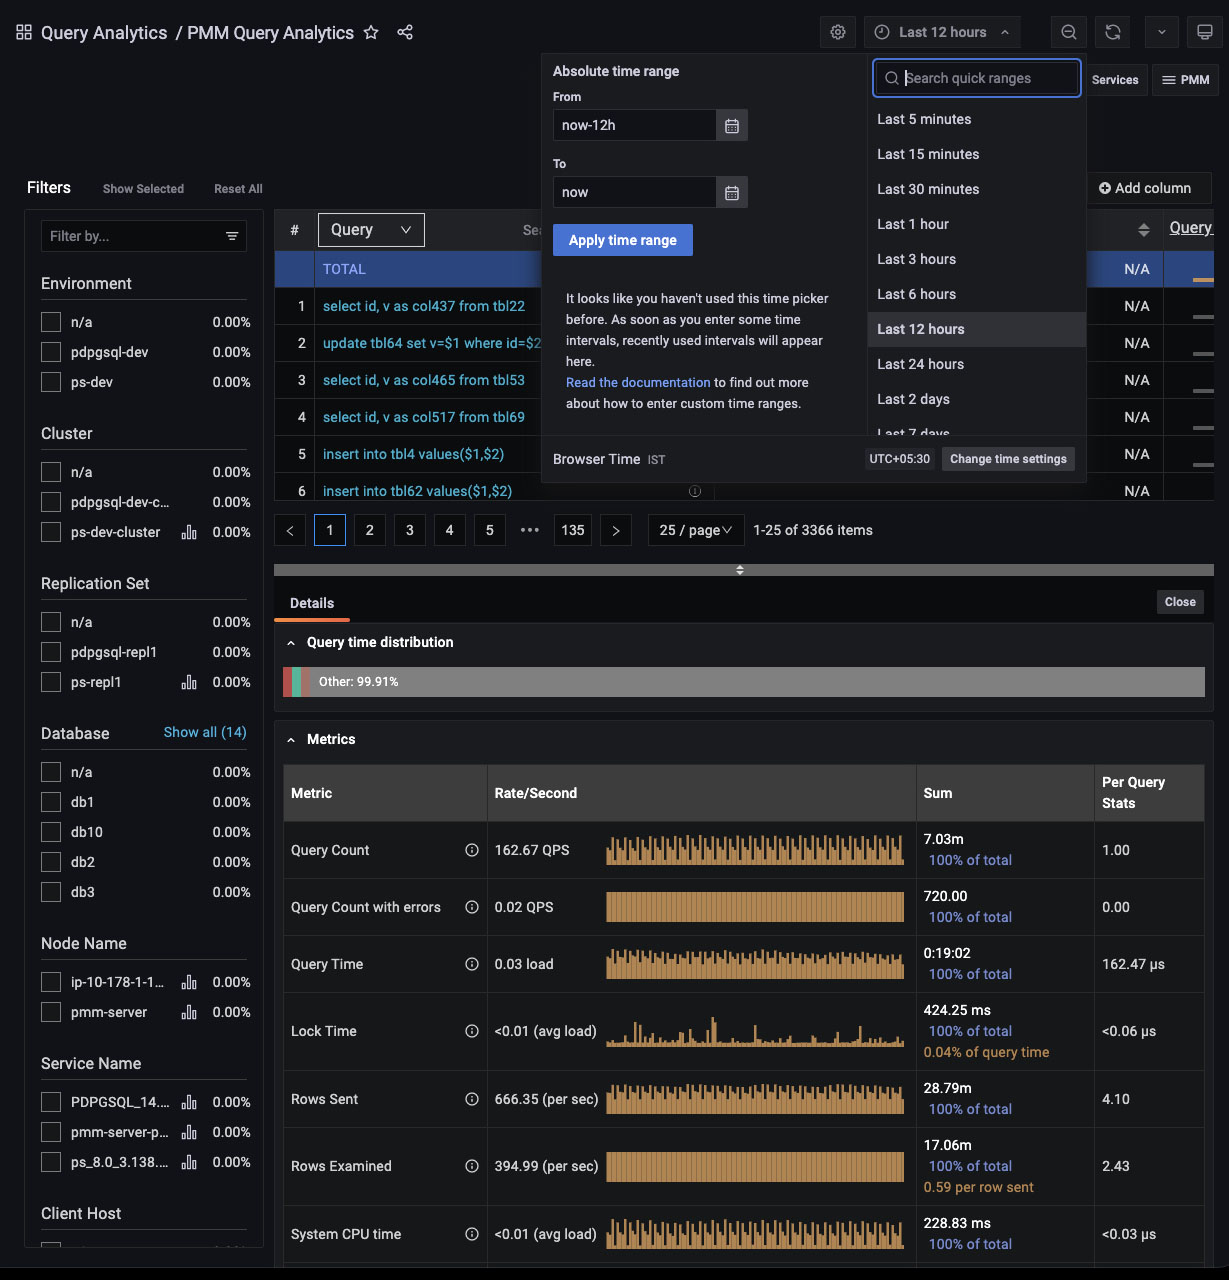 Query Analytics / PMM Query Analytics
Last 12 hours
Absolute time range
From
now-12h
To
now
Apply time range
It looks like you haven't used this time picker
before. As soon as you enter some time
intervals, recently used intervals will appear
here.
Read the documentation to find out more
about how to enter custom time ranges.
Browser Time IST
UTC+05:30
Change time settings
Search quick ranges
Last 5 minutes
Last 15 minutes
Last 30 minutes
Last 1 hour
Last 3 hours
Last 6 hours
Last 12 hours
Last 24 hours
Last 2 days
Last 7 days
Services
PMM
Add column
Filters
Show Selected
Reset All
Filter by...
Environment
n/a 0.00%
pdpgsql-dev 0.00%
ps-dev 0.00%
Cluster
n/a 0.00%
pdpgsql-dev-c... 0.00%
ps-dev-cluster 0.00%
Replication Set
n/a 0.00%
pdpgsql-repl1 0.00%
ps-repl1 0.00%
Database Show all (14)
n/a 0.00%
db1 0.00%
db10 0.00%
db2 0.00%
db3 0.00%
Node Name
ip-10-178-1-1... 0.00%
pmm-server 0.00%
Service Name
PDPGSQL_14.... 0.00%
pmm-server-p... 0.00%
ps_8.0_3.138.... 0.00%
Client Host
# Query Sea Query
TOTAL N/A
1 select id, v as col437 from tbl22 N/A
2 update tbl64 set v=$1 where id=$2 N/A
3 select id, v as col465 from tbl53 N/A
4 select id, v as col517 from tbl69 N/A
5 insert into tbl4 values($1,$2) N/A
6 insert into tbl62 values($1,$2) N/A
< 1 2 3 4 5 ••• 135 > 25 / page 1-25 of 3366 items
Details
Close
Query time distribution
Other: 99.91%
Metrics
Metric Rate/Second Sum Per Query
Stats
Query Count 162.67 QPS 7.03m 1.00
100% of total
Query Count with errors 0.02 QPS 720.00 0.00
100% of total
Query Time 0.03 load 0:19:02 162.47 µs
100% of total
Lock Time <0.01 (avg load) 424.25 ms <0.06 µs
100% of total
0.04% of query time
Rows Sent 666.35 (per sec) 28.79m 4.10
100% of total
Rows Examined 394.99 (per sec) 17.06m 2.43
100% of total
0.59 per row sent
System CPU time <0.01 (avg load) 228.83 ms <0.03 µs
100% of total